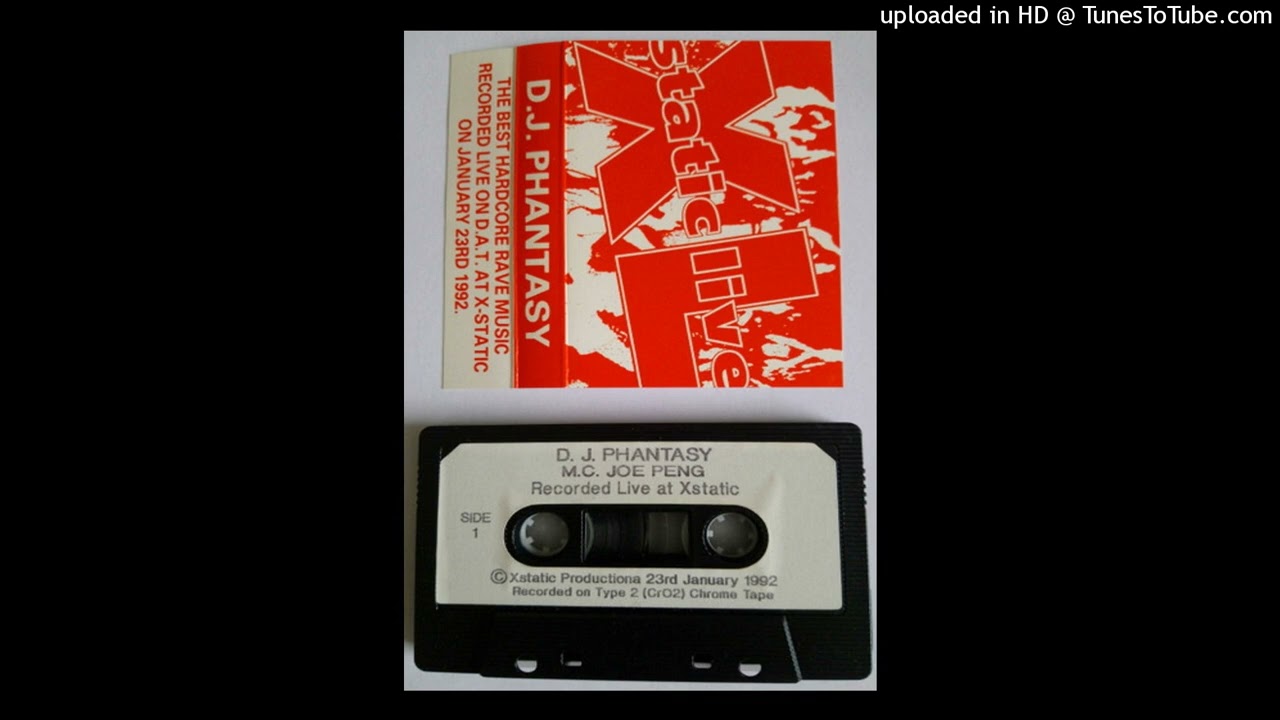 uploaded in HD @ TunesToTube.com
Xstatic
live
D.J. PHANTASY
THE BEST HARDCORE RAVE MUSIC
RECORDED LIVE ON D.A.T. AT X-STATIC
ON JANUARY 23RD 1992.
D. J. PHANTASY
M.C. JOE PENG
Recorded Live at Xstatic
SIDE
1
©Xstatic Productiona 23rd January 1992
Recorded on Type 2 (CrO2) Chrome Tape